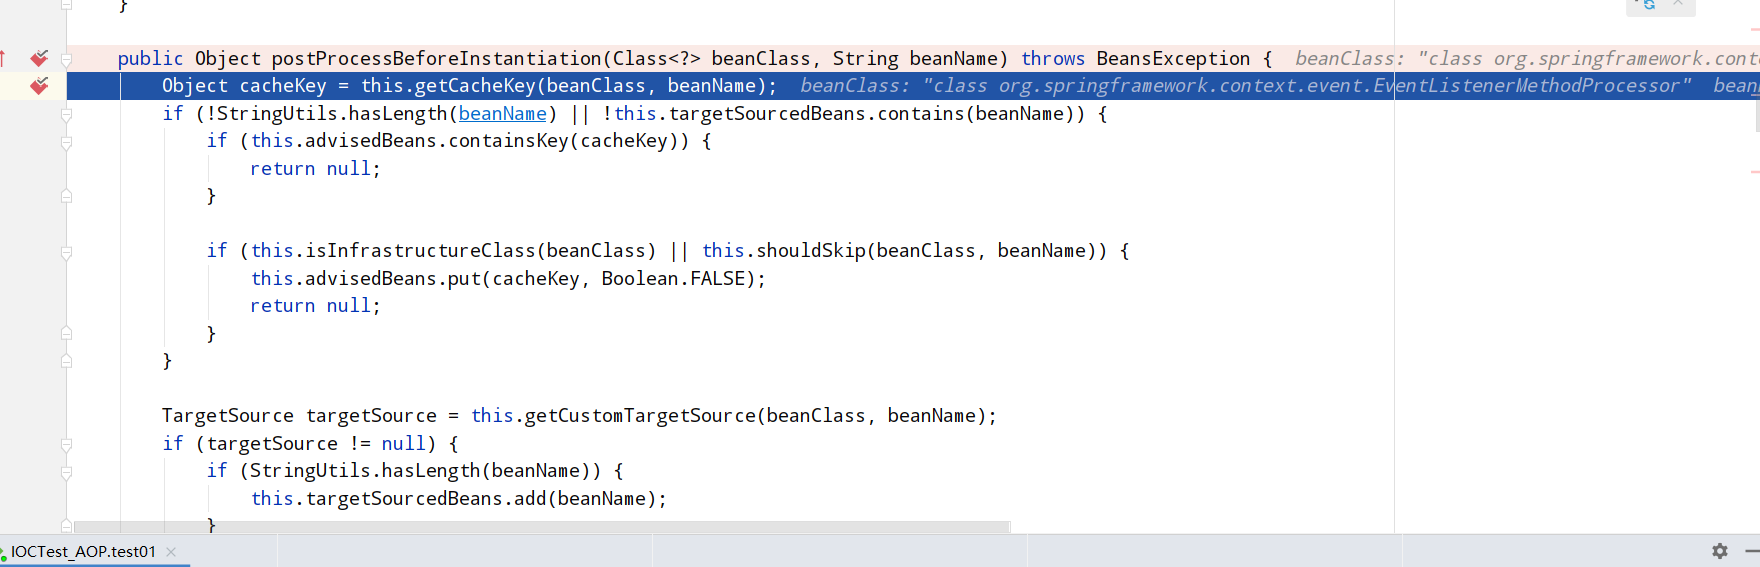 }
public Object postProcessBeforeInstantiation(Class<?> beanClass, String beanName) throws BeansException {  beanClass: "class org.springframework.cont
Object cacheKey = this.getCacheKey(beanClass, beanName);  beanClass: "class org.springframework.context.event.EventListenerMethodProcessor"  bean
if (!StringUtils.hasLength(beanName) || !this.targetSourcedBeans.contains(beanName)) {
if (this.advisedBeans.containsKey(cacheKey)) {
return null;
}
if (this.isInfrastructureClass(beanClass) || this.shouldSkip(beanClass, beanName)) {
this.advisedBeans.put(cacheKey, Boolean.FALSE);
return null;
}
}
TargetSource targetSource = this.getCustomTargetSource(beanClass, beanName);
if (targetSource != null) {
if (StringUtils.hasLength(beanName)) {
this.targetSourcedBeans.add(beanName);
}
IOCTest_AOP.test01